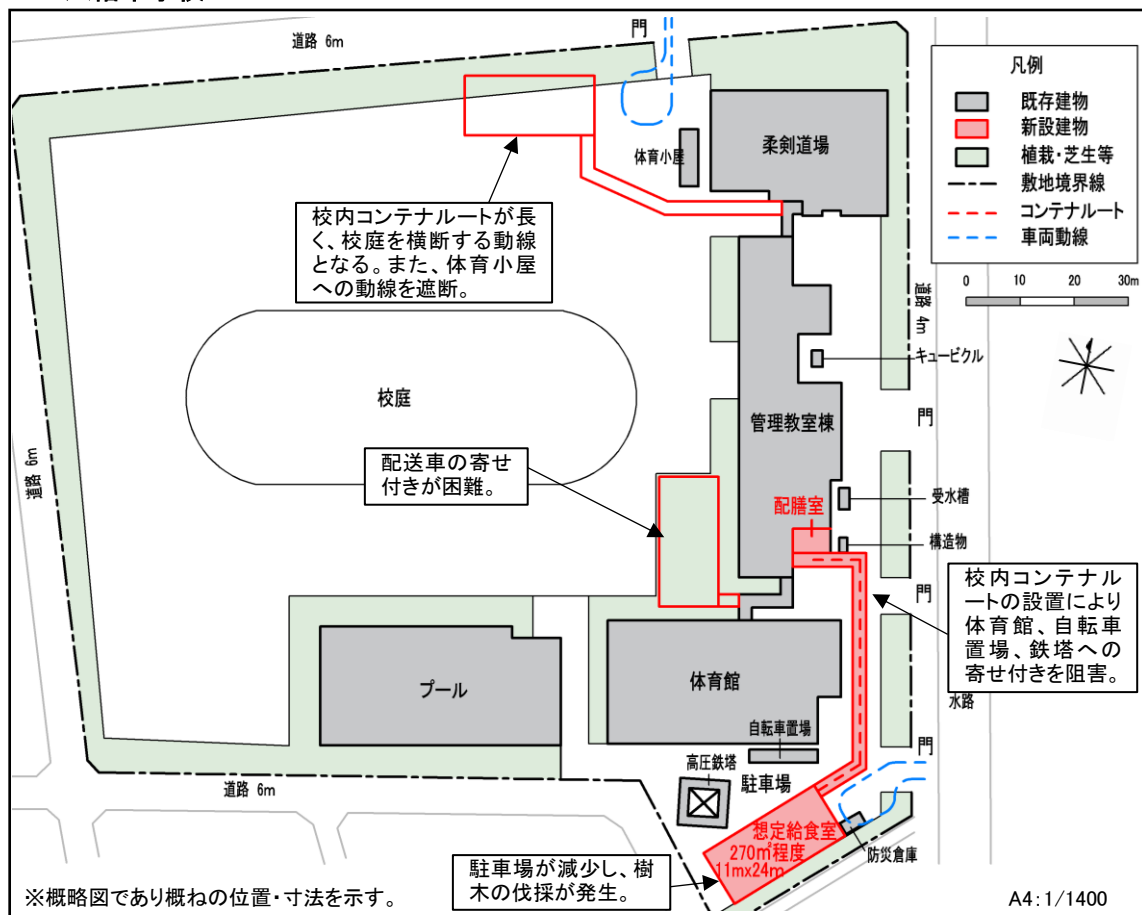 道路 6m
門
凡例
既存建物
新設建物
植栽・芝生等
敷地境界線
コンテナルート
車両動線
0 10 20 30m
柔剣道場
体育小屋
校内コンテナルートが長
く、校庭を横断する動線
となる。また、体育小屋
への動線を遮断。
道路 4m
キュービクル
校庭
門
管理教室棟
道路 6m
配送車の寄せ
付きが困難。
受水槽
配膳室
構造物
校内コンテナル
ートの設置により
体育館、自転車
置場、鉄塔への
寄せ付きを阻害。
門
水路
プール
体育館
自転車置場
門
高圧鉄塔
駐車場
道路 6m
想定給食室
270㎡程度
11mx24m
防災倉庫
駐車場が減少し、樹
木の伐採が発生。
※概略図であり概ねの位置・寸法を示す。
A4:1/1400